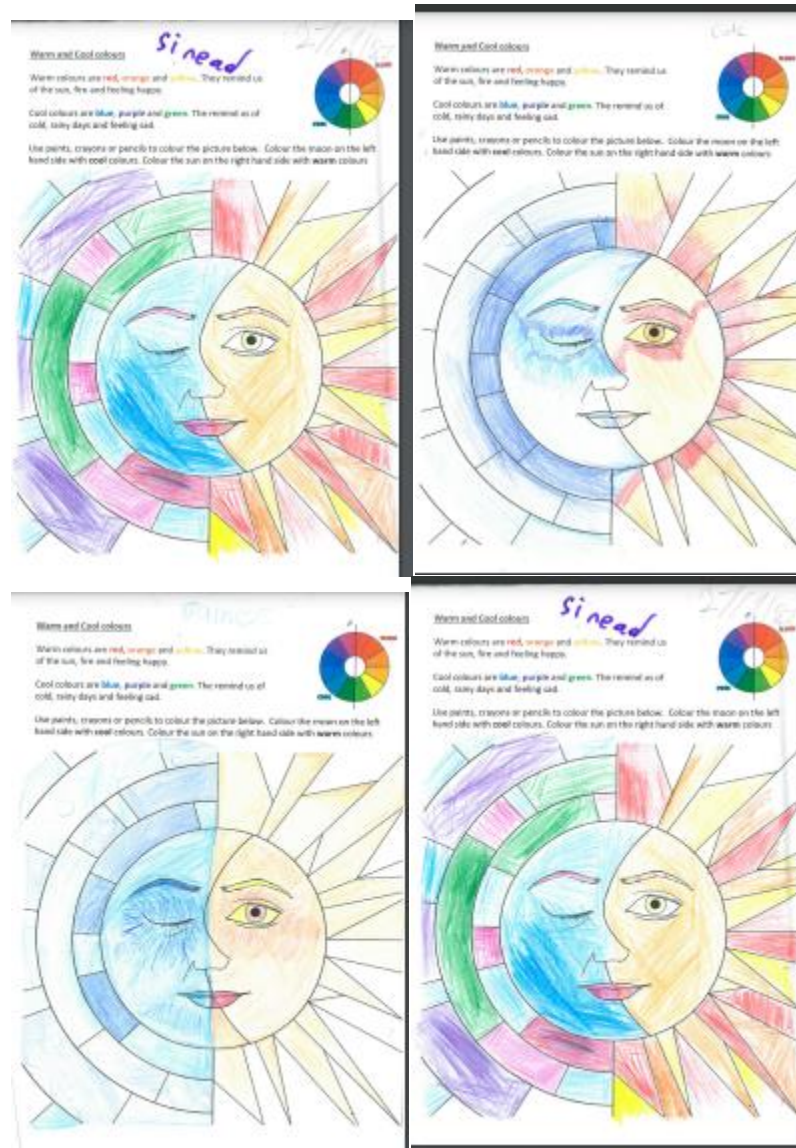 sinead
Warm and Cool colours
Warm colours are red, orange and yellow. They remind us
of the sun, fire and feeling happy.
Cool colours are blue, purple and green. The remind us of
cold, rainy days and feeling sad.
Use paints, crayons or pencils to colour the picture below. Colour the moon on the left
hand side with cool colours. Colour the sun on the right hand side with warm colours
Warm and Cool colours
Warm colours are red, orange and yellow. They remind us
of the sun, fire and feeling happy.
Cool colours are blue, purple and green. The remind us of
cold, rainy days and feeling sad.
Use paints, crayons or pencils to colour the picture below. Colour the moon on the left
hand side with cool colours. Colour the sun on the right hand side with warm colours
Warm and Cool colours
Warm colours are red, orange and yellow. They remind us
of the sun, fire and feeling happy.
Cool colours are blue, purple and green. The remind us of
cold, rainy days and feeling sad.
Use paints, crayons or pencils to colour the picture below. Colour the moon on the left
hand side with cool colours. Colour the sun on the right hand side with warm colours
sinead
Warm and Cool colours
Warm colours are red, orange and yellow. They remind us
of the sun, fire and feeling happy.
Cool colours are blue, purple and green. The remind us of
cold, rainy days and feeling sad.
Use paints, crayons or pencils to colour the picture below. Colour the moon on the left
hand side with cool colours. Colour the sun on the right hand side with warm colours